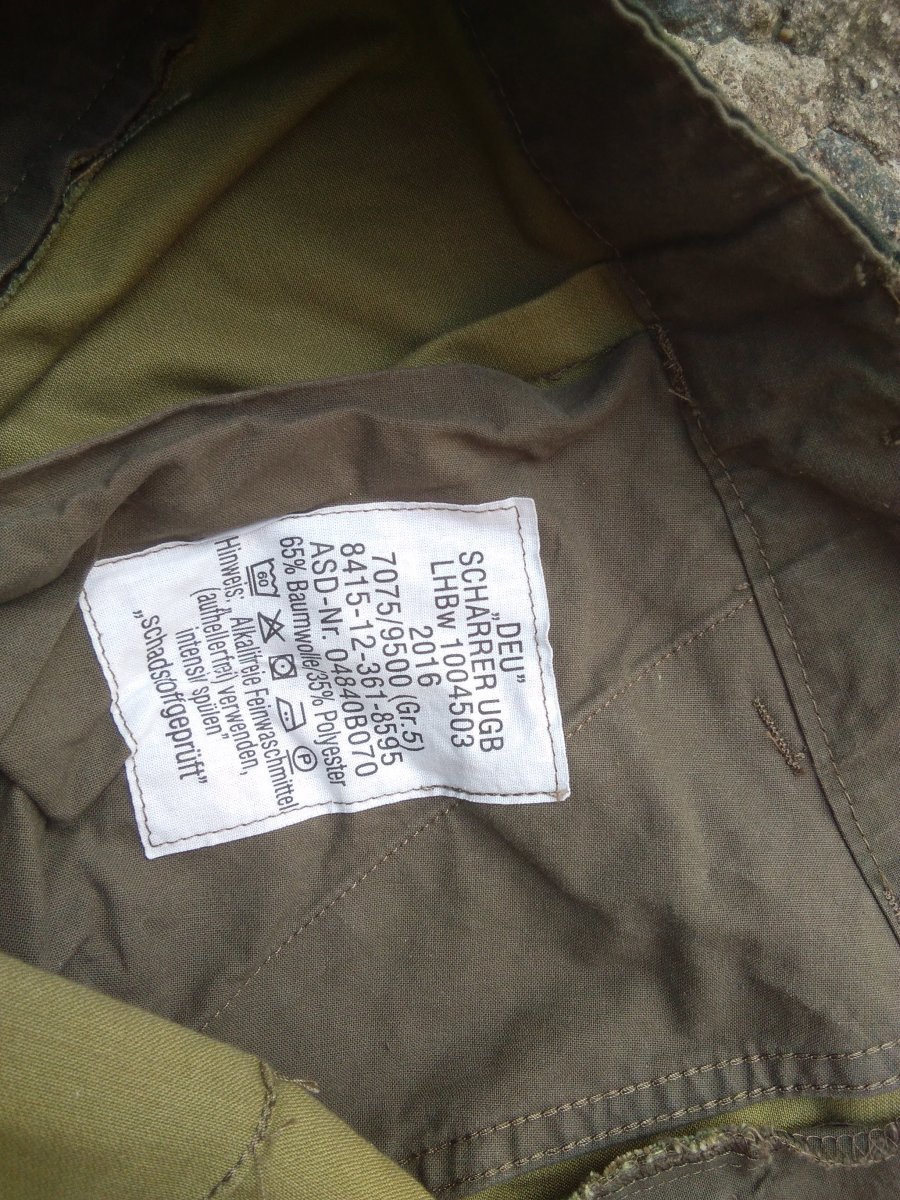 „DEU”
SCHARRER UGB
LHBw 1004503
2016
7075/9500 (Gr.5)
8415-12-361-8595
ASD-Nr. 04840B070
65% Baumwolle/35% Polyester
60 P
Hinweis: „Alkalifreie Feinwaschmittel
(aufhellerfrei) verwenden,
intensiv spülen”
„schadstoffgeprüft”